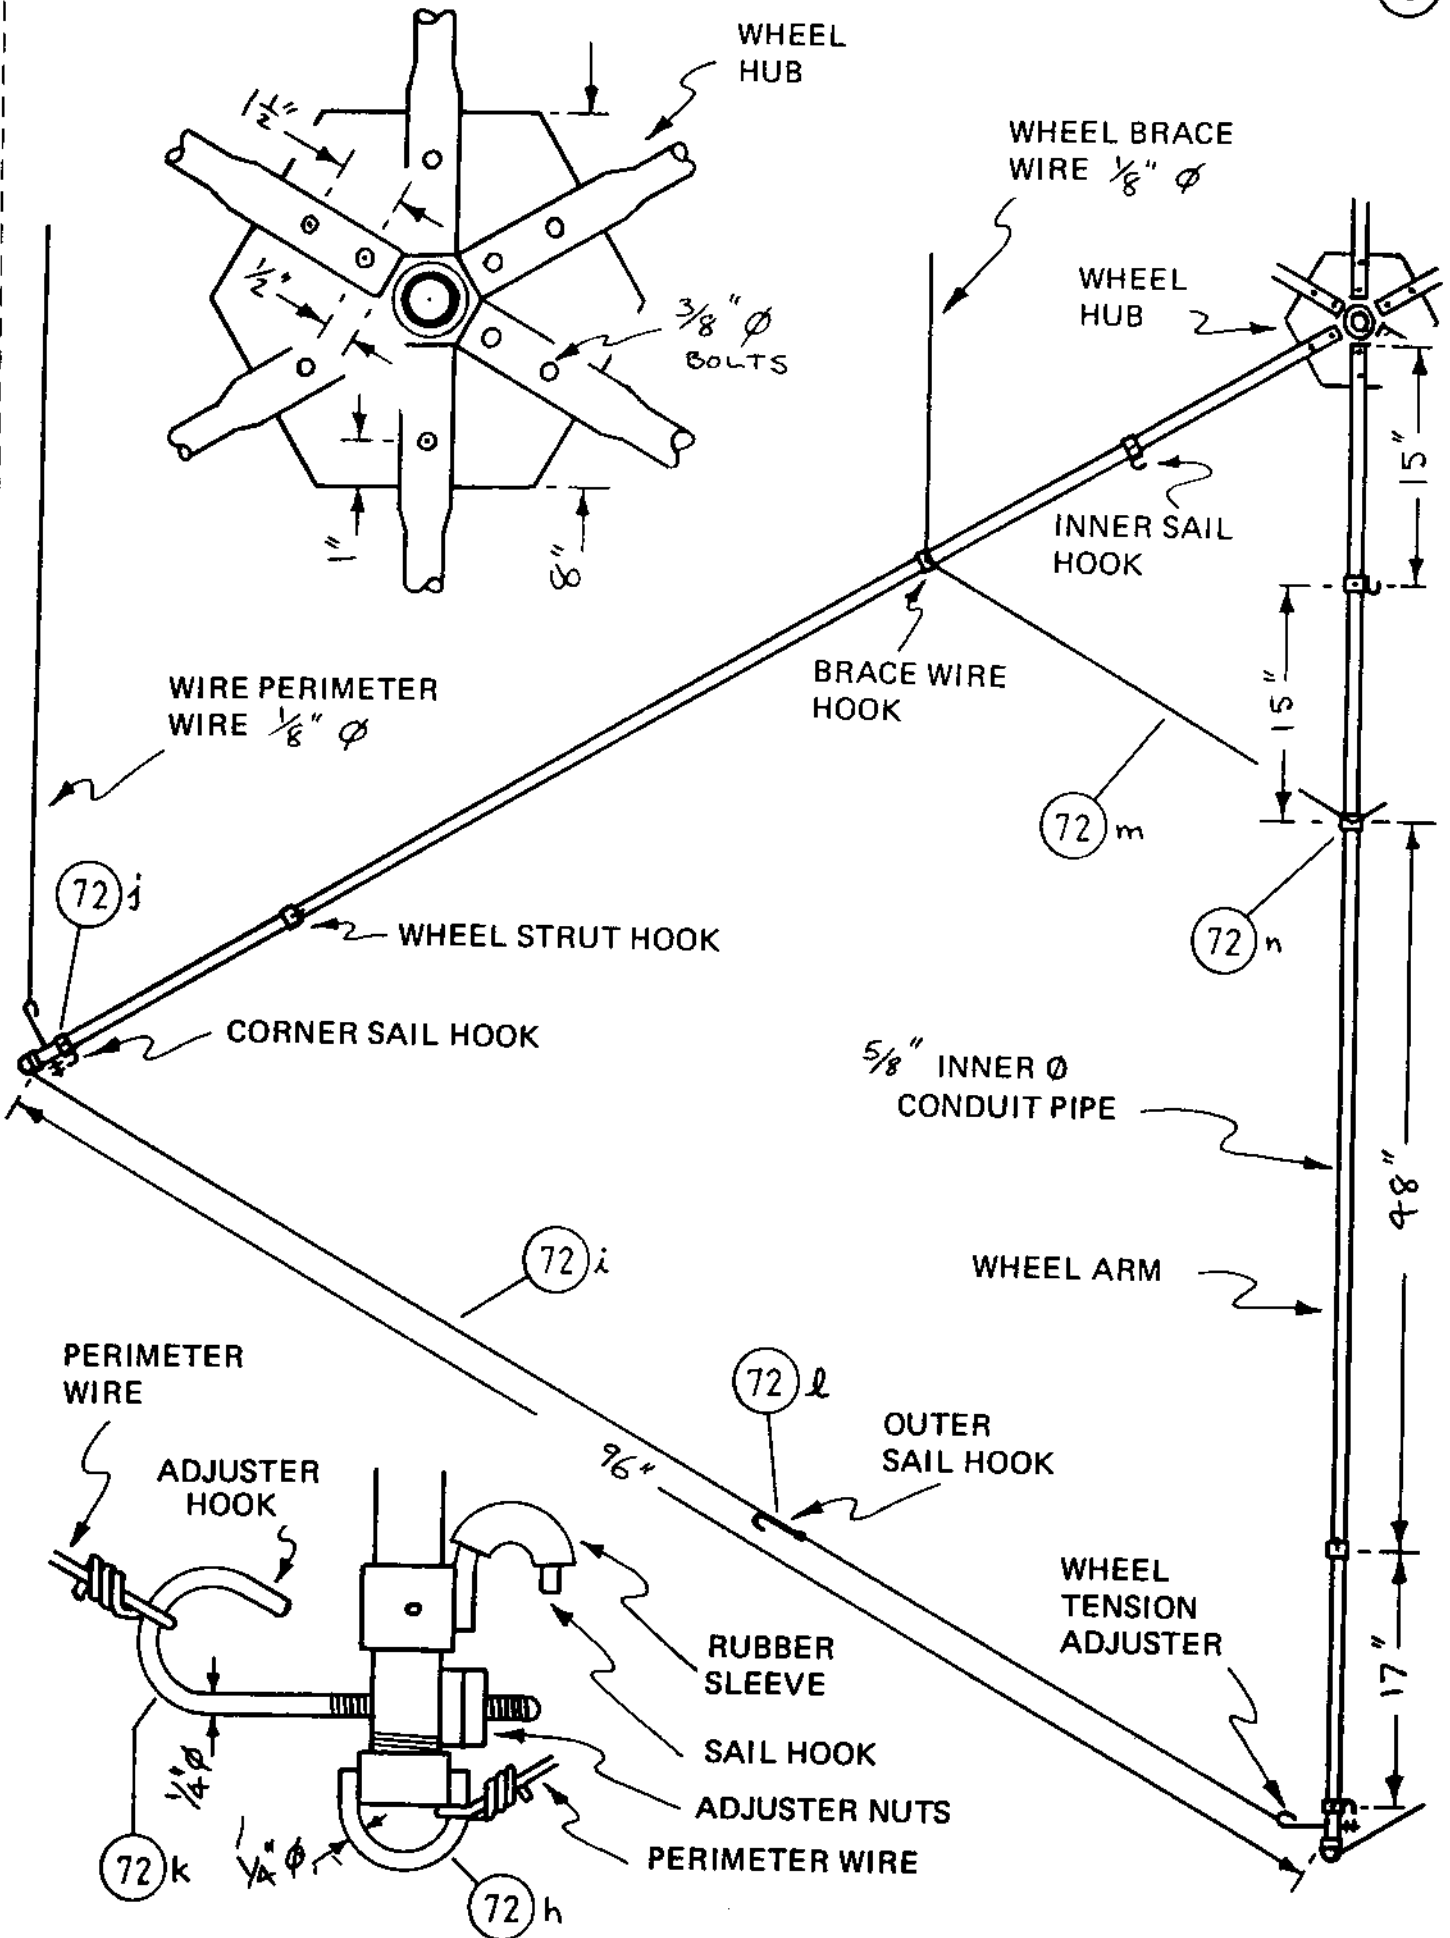 WHEEL
HUB
1½"
½"
3/8" Ø
BOLTS
1"
8"
WHEEL BRACE
WIRE 1/8" Ø
WHEEL
HUB
15"
INNER SAIL
HOOK
15"
BRACE WIRE
HOOK
WIRE PERIMETER
WIRE 1/8" Ø
72 m
72 j
72 n
WHEEL STRUT HOOK
CORNER SAIL HOOK
5/8" INNER Ø
CONDUIT PIPE
48"
72 i
WHEEL ARM
PERIMETER
WIRE
72 l
OUTER
SAIL HOOK
96"
ADJUSTER
HOOK
WHEEL
TENSION
ADJUSTER
17"
RUBBER
SLEEVE
SAIL HOOK
¼" Ø
ADJUSTER NUTS
¼" Ø
PERIMETER WIRE
72 k
72 h